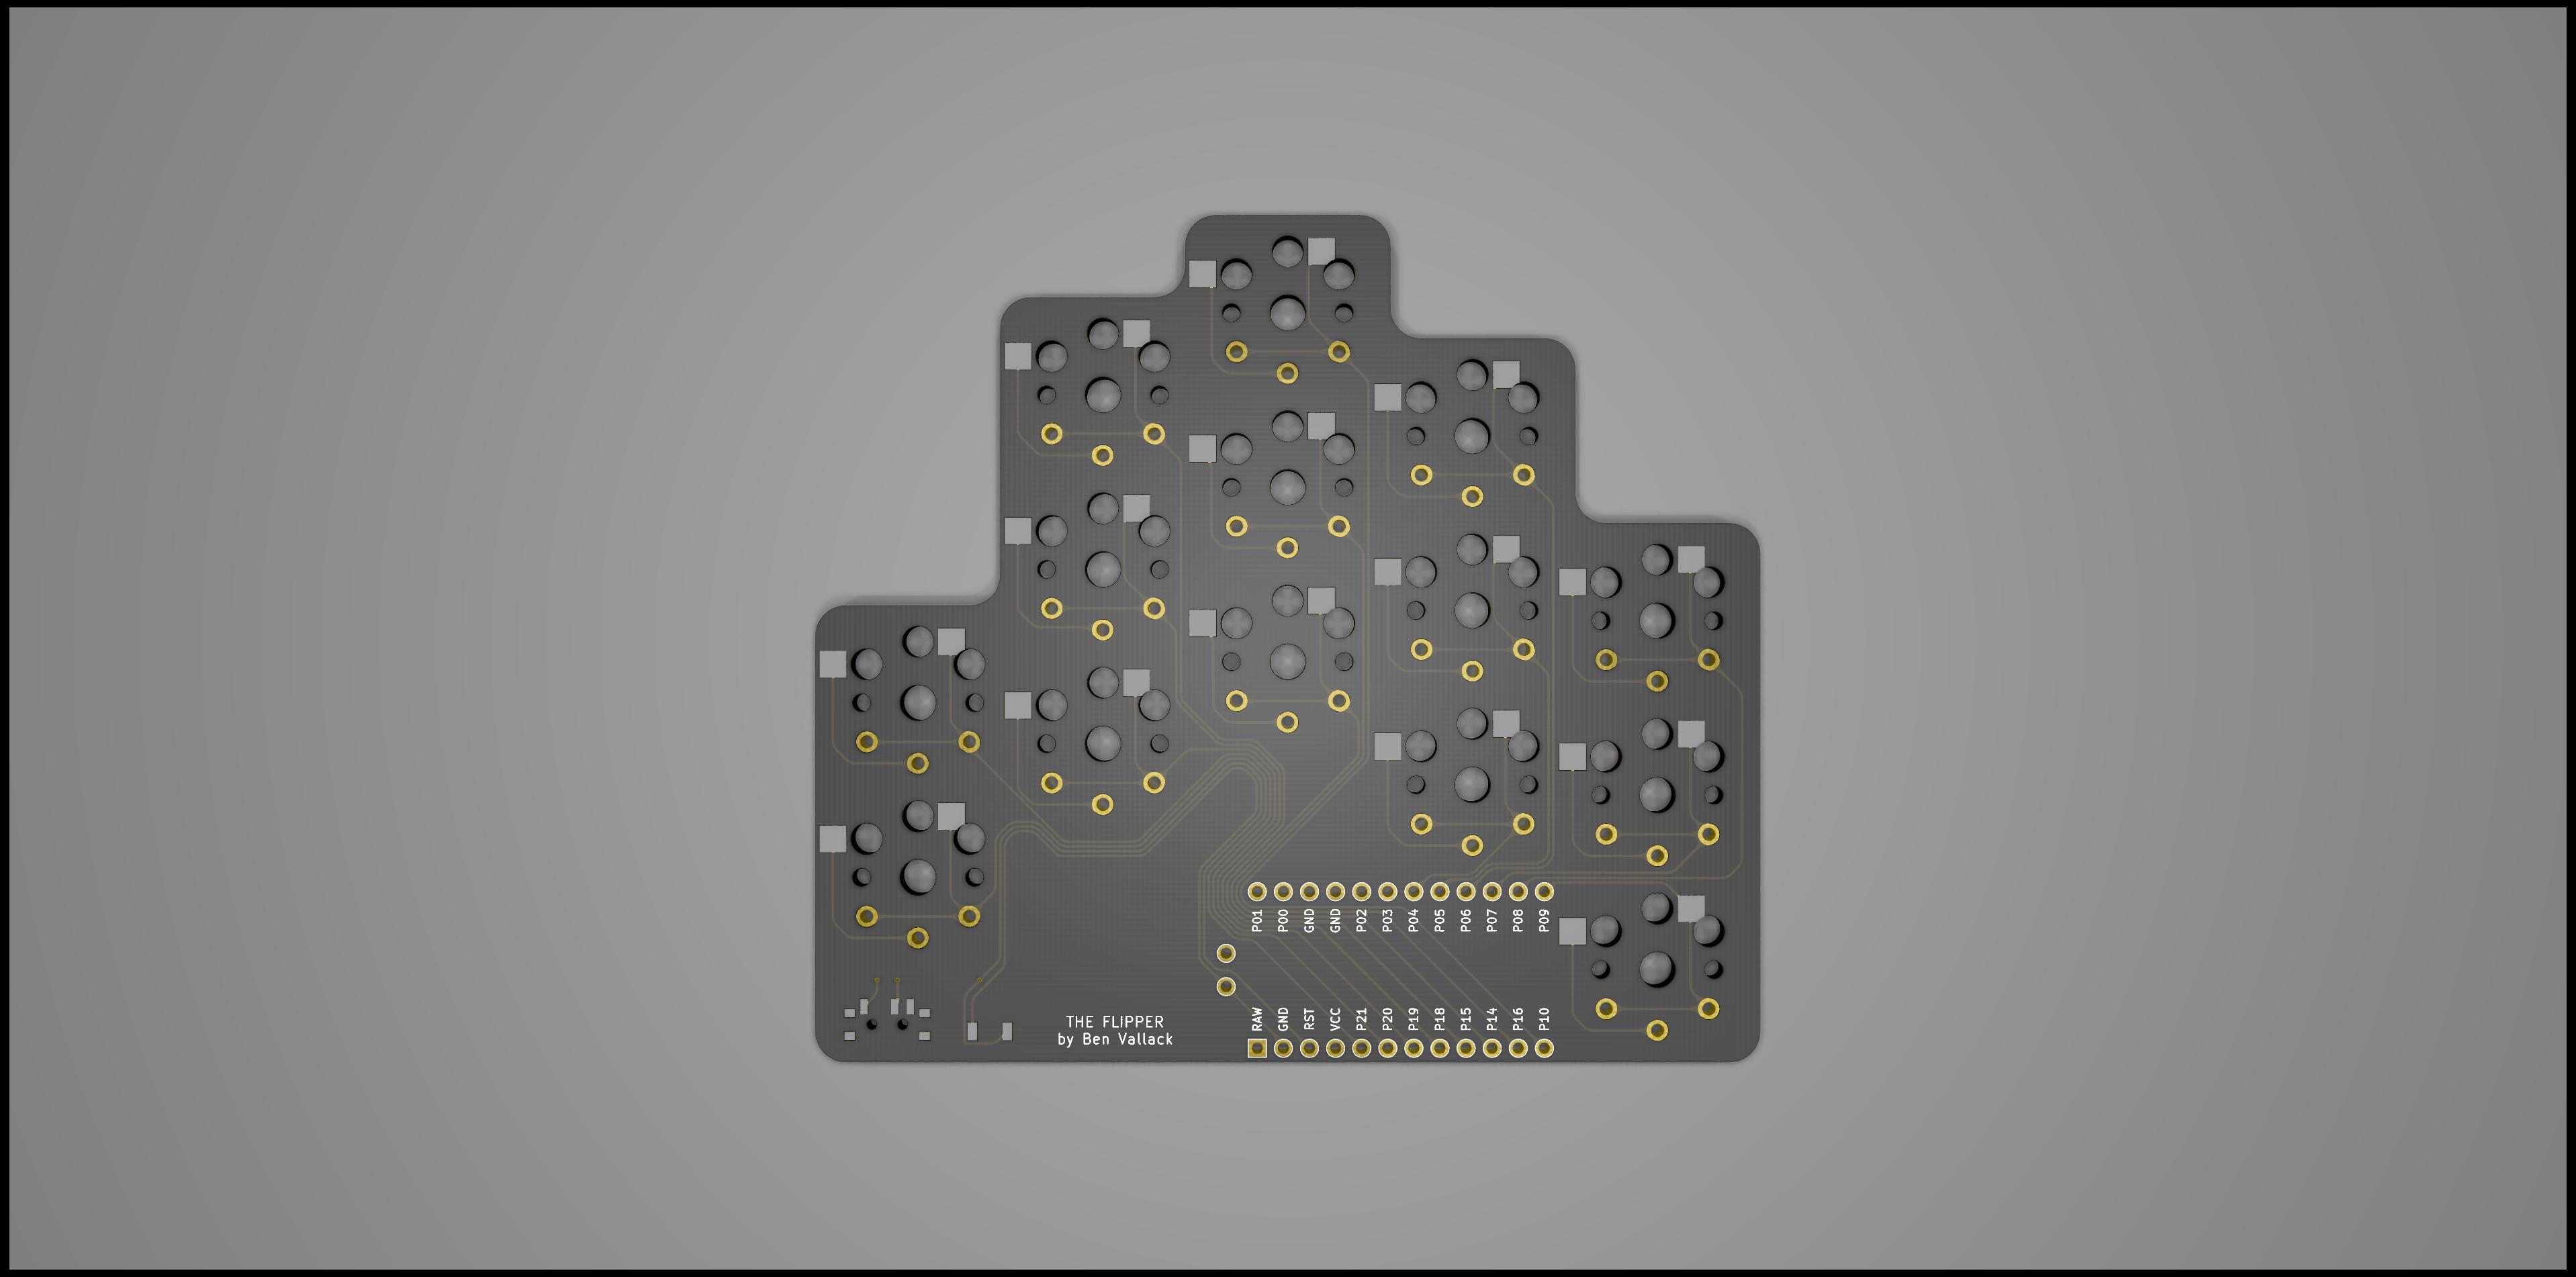 P01 P00 GND GND P02 P03 P04 P05 P06 P07 P08 P09
RAW GND RST VCC P21 P20 P19 P18 P15 P14 P16 P10
THE FLIPPER
by Ben Vallack